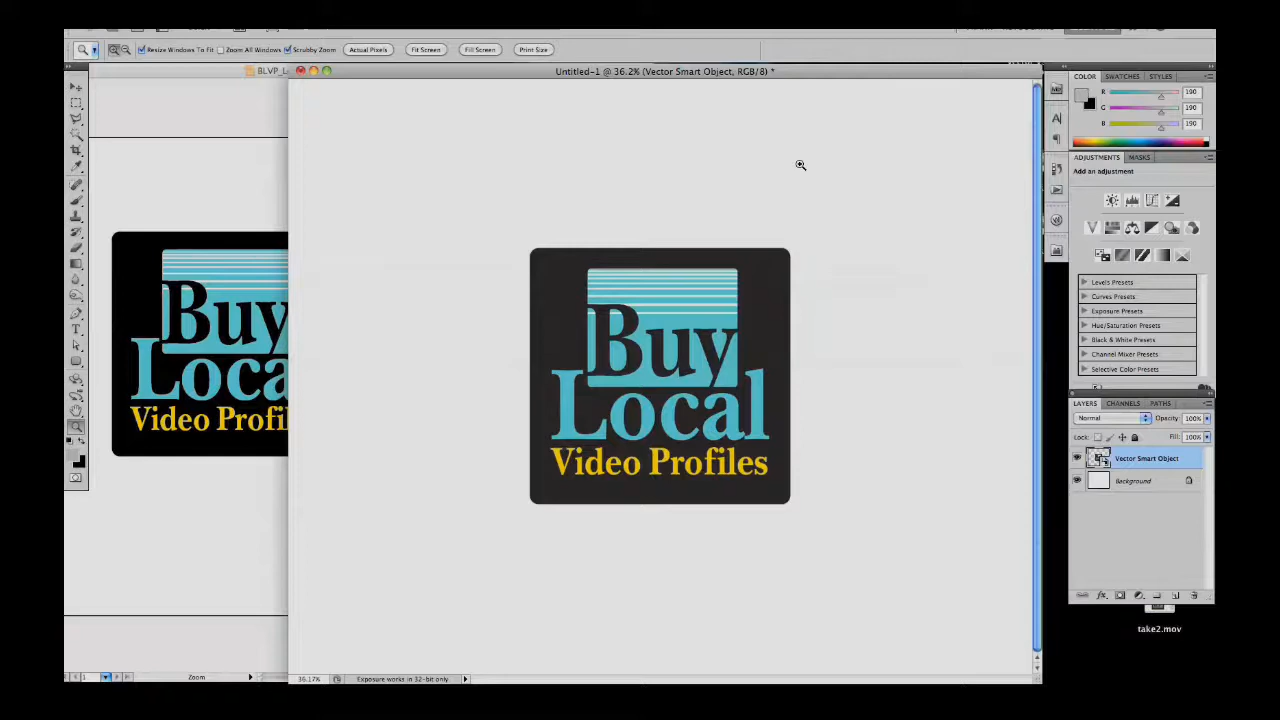 Resize Windows To Fit
Zoom All Windows
Scrubby Zoom
Actual Pixels
Fit Screen
Fill Screen
Print Size
BLVP_L
Untitled-1 @ 36.2% (Vector Smart Object, RGB/8) *
Buy
Loca
Video Profil
Buy
Local
Video Profiles
COLOR
SWATCHES
STYLES
R 190
G 190
B 190
ADJUSTMENTS
MASKS
Add an adjustment
Levels Presets
Curves Presets
Exposure Presets
Hue/Saturation Presets
Black & White Presets
Channel Mixer Presets
Selective Color Presets
LAYERS
CHANNELS
PATHS
Normal
Opacity: 100%
Lock:
Fill: 100%
Vector Smart Object
Background
take2.mov
1
Zoom
36.17%
Exposure works in 32-bit only